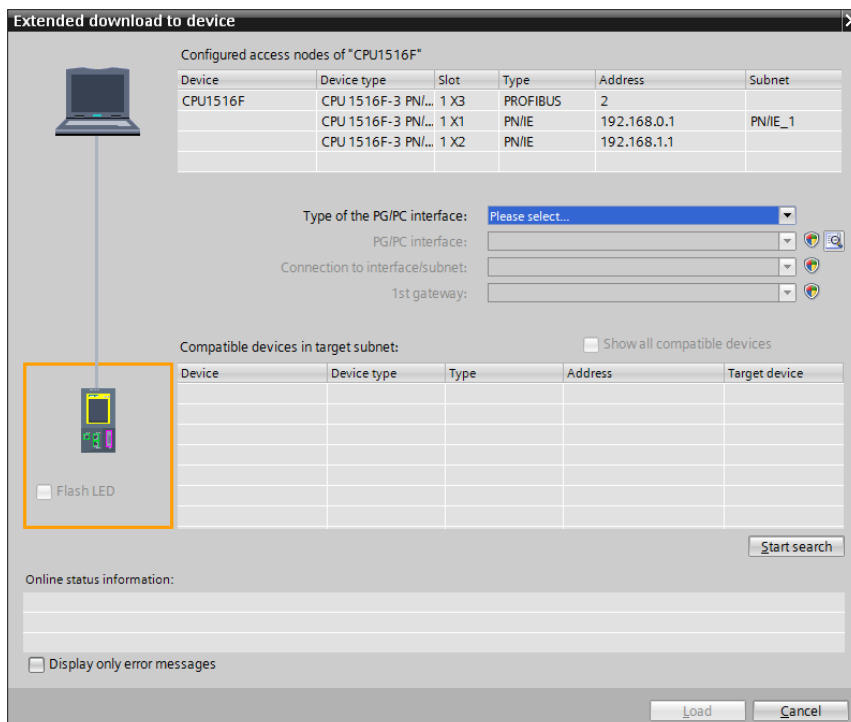 Extended download to device
Configured access nodes of "CPU1516F"
Device Device type Slot Type Address Subnet
CPU1516F CPU 1516F-3 PN/... 1 X3 PROFIBUS 2
CPU 1516F-3 PN/... 1 X1 PN/IE 192.168.0.1 PN/IE_1
CPU 1516F-3 PN/... 1 X2 PN/IE 192.168.1.1
Type of the PG/PC interface: Please select...
PG/PC interface:
Connection to interface/subnet:
1st gateway:
Compatible devices in target subnet: Show all compatible devices
Device Device type Type Address Target device
Flash LED
Start search
Online status information:
Display only error messages
Load Cancel